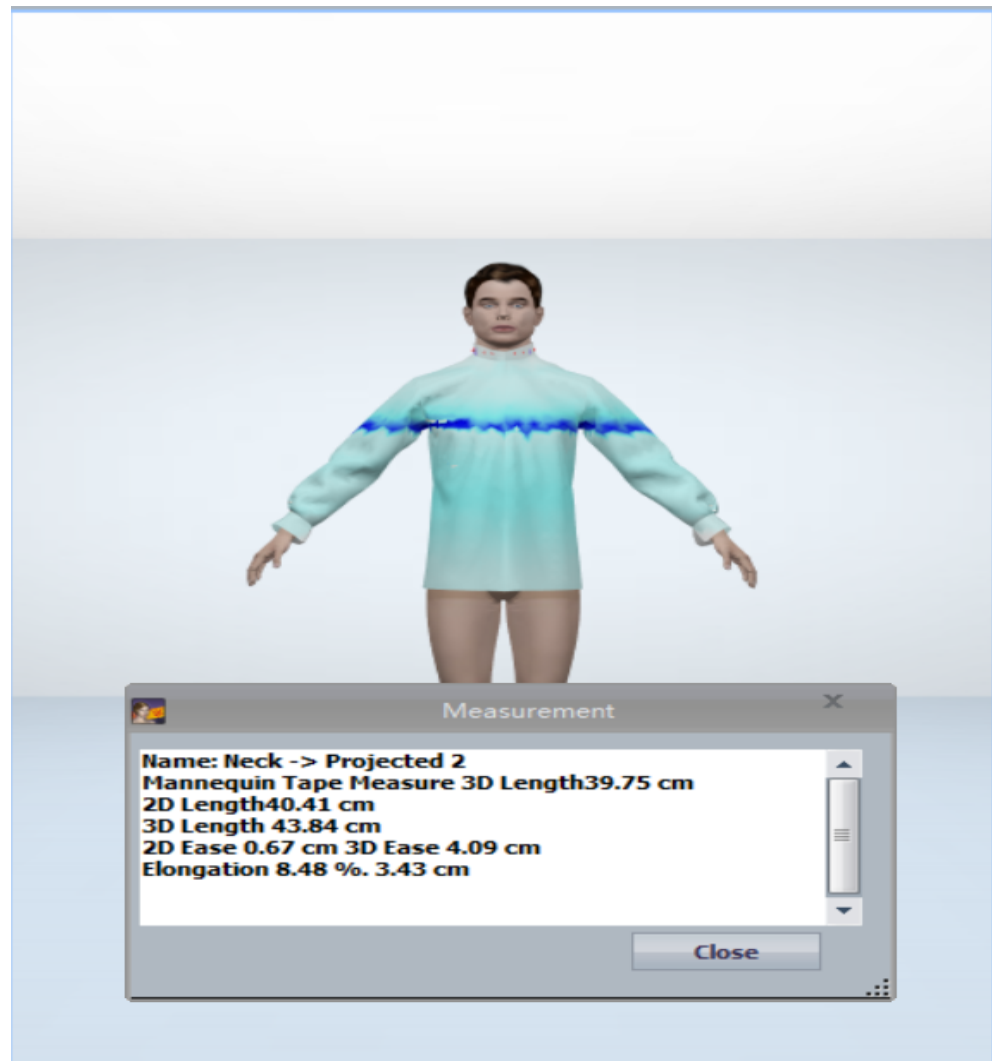 Measurement
Name: Neck -> Projected 2
Mannequin Tape Measure 3D Length39.75 cm
2D Length40.41 cm
3D Length 43.84 cm
2D Ease 0.67 cm 3D Ease 4.09 cm
Elongation 8.48 %. 3.43 cm
Close